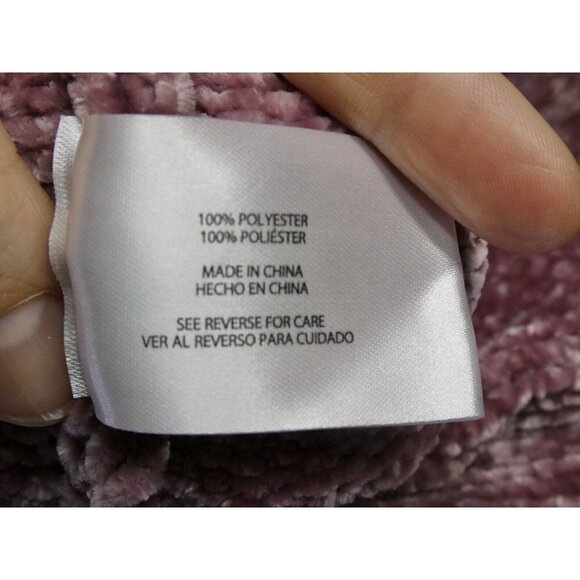 100% POLYESTER
100% POLIÉSTER
MADE IN CHINA
HECHO EN CHINA
SEE REVERSE FOR CARE
VER AL REVERSO PARA CUIDADO